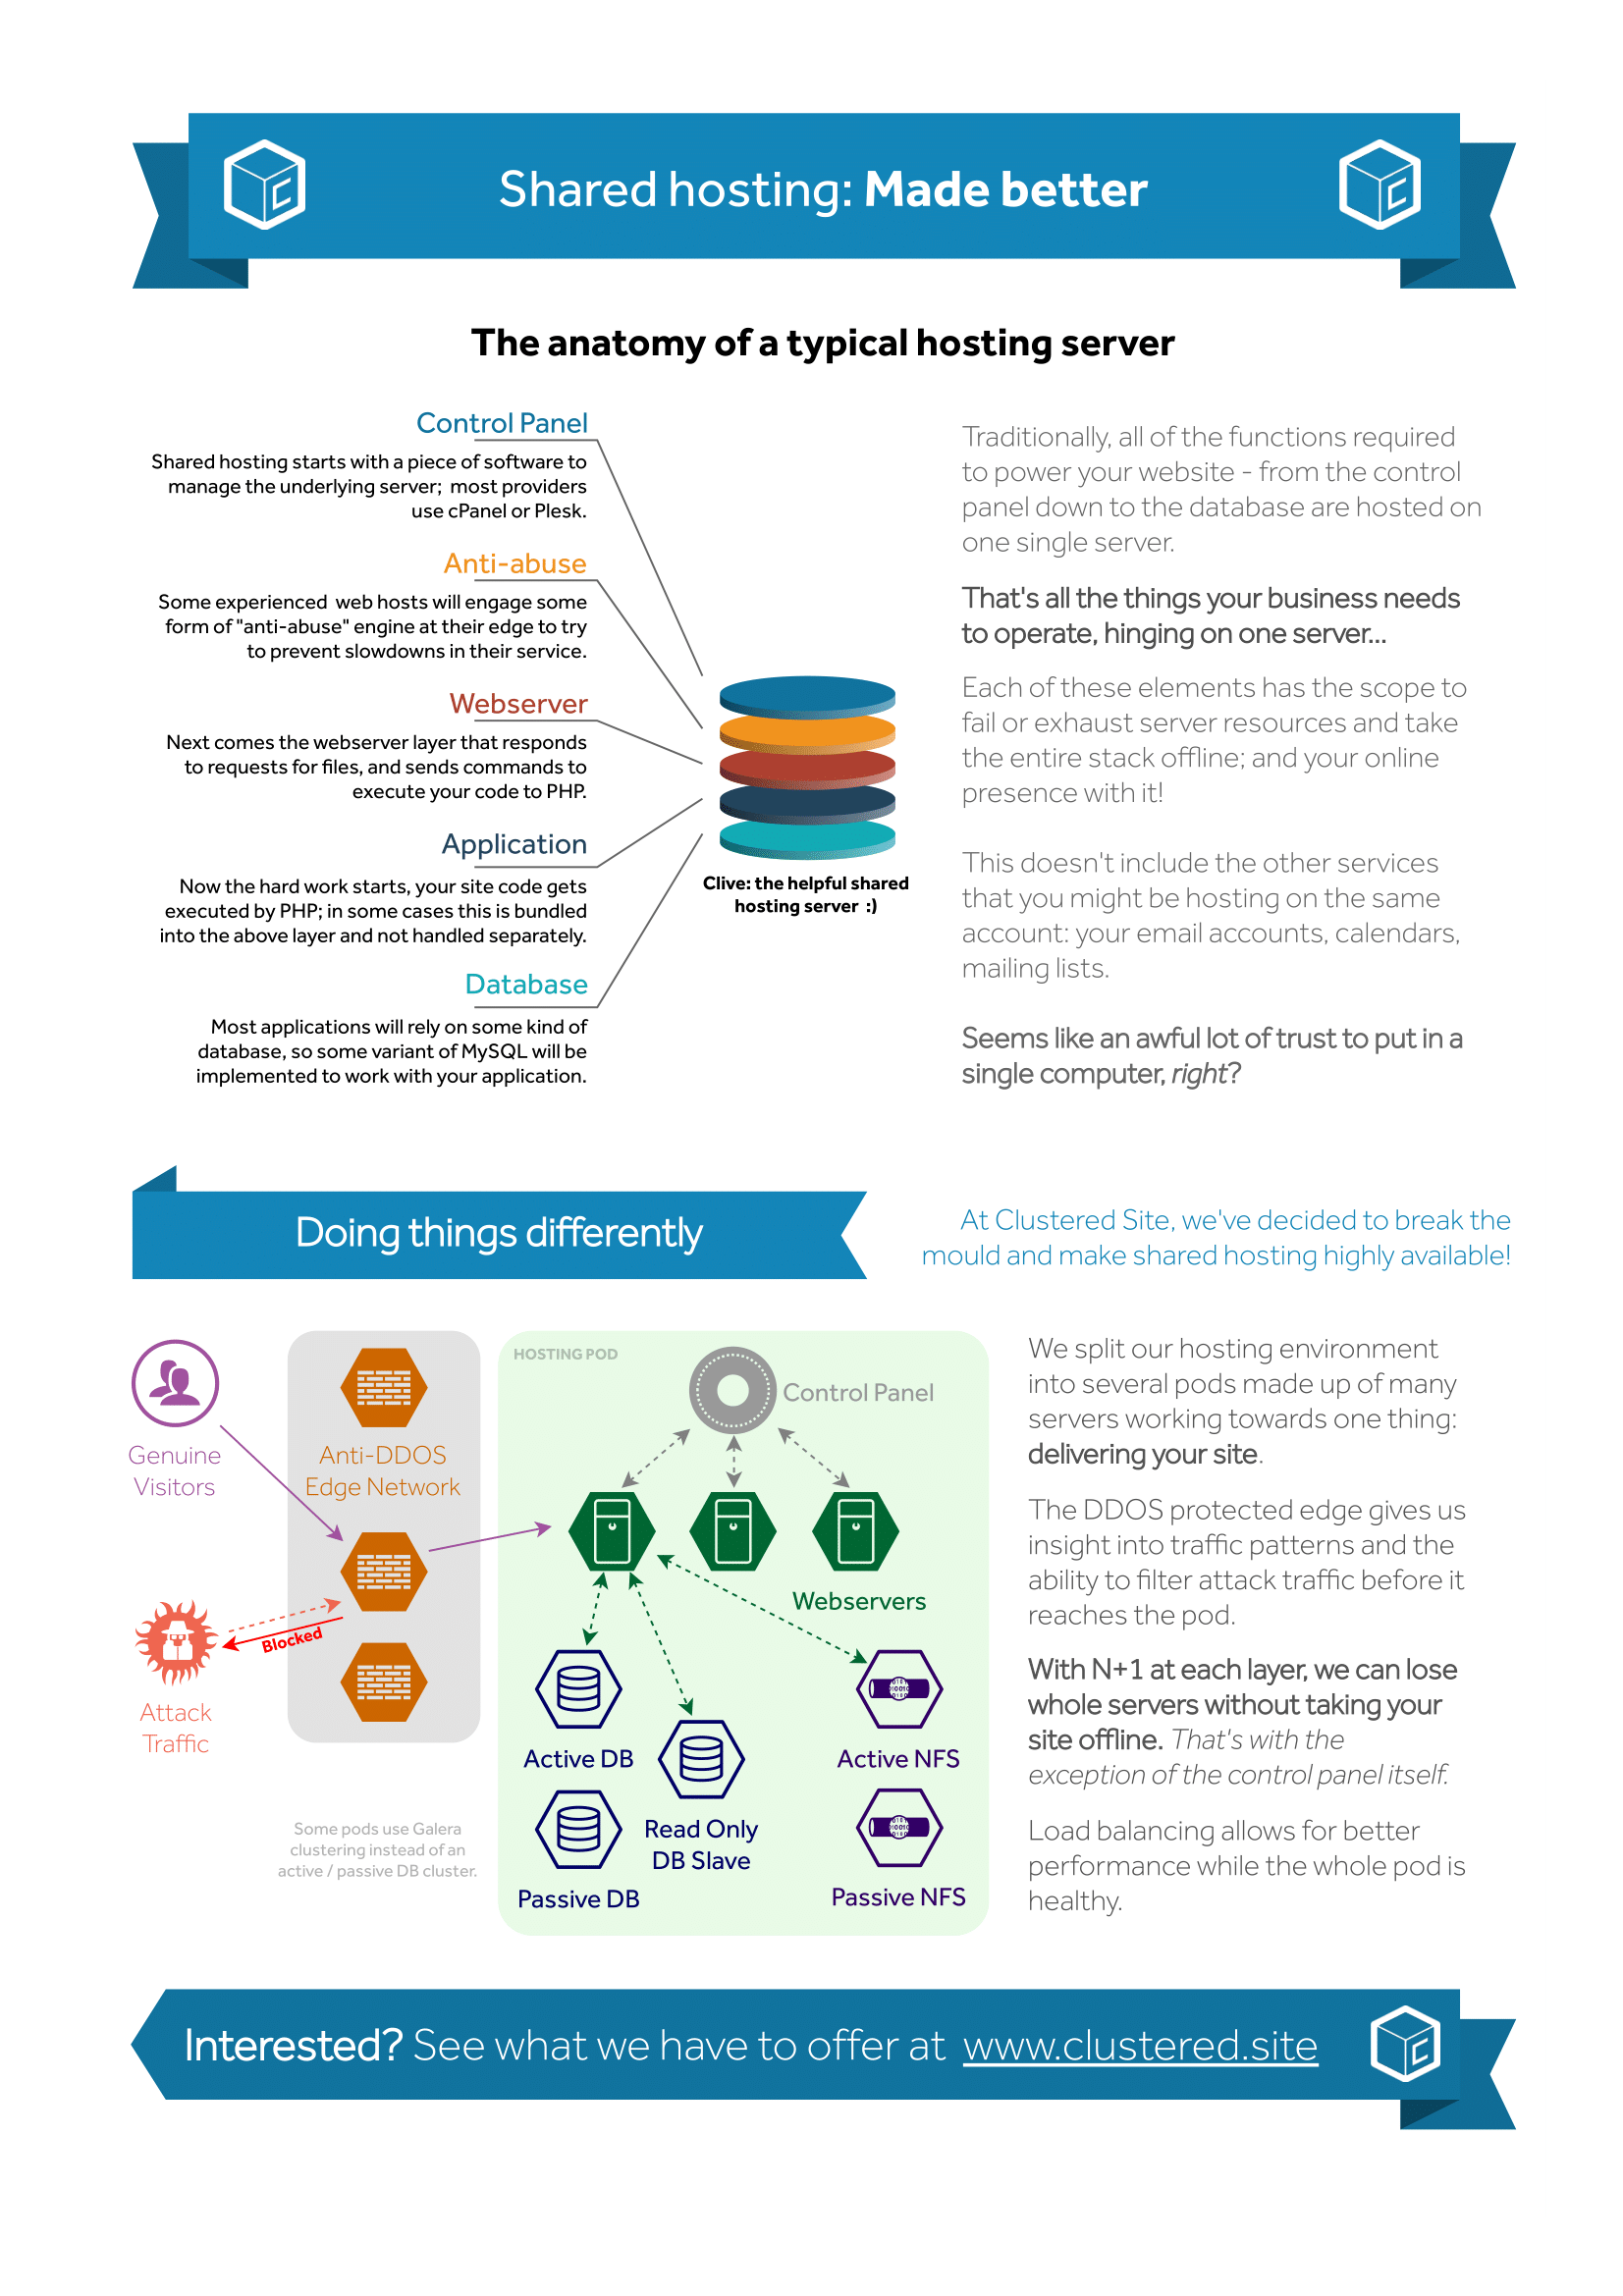 Shared hosting: Made better
The anatomy of a typical hosting server
Control Panel
Shared hosting starts with a piece of software to
manage the underlying server;  most providers
use cPanel or Plesk.
Anti-abuse
Some experienced  web hosts will engage some
form of "anti-abuse" engine at their edge to try
to prevent slowdowns in their service.
Webserver
Next comes the webserver layer that responds
to requests for files, and sends commands to
execute your code to PHP.
Application
Now the hard work starts, your site code gets
executed by PHP; in some cases this is bundled
into the above layer and not handled separately.
Database
Most applications will rely on some kind of
database, so some variant of MySQL will be
implemented to work with your application.
Clive: the helpful shared
hosting server  :)
Traditionally, all of the functions required
to power your website - from the control
panel down to the database are hosted on
one single server.
That's all the things your business needs
to operate, hinging on one server...
Each of these elements has the scope to
fail or exhaust server resources and take
the entire stack offline; and your online
presence with it!
This doesn't include the other services
that you might be hosting on the same
account: your email accounts, calendars,
mailing lists.
Seems like an awful lot of trust to put in a
single computer, right?
Doing things differently
At Clustered Site, we've decided to break the
mould and make shared hosting highly available!
Genuine
Visitors
Anti-DDOS
Edge Network
Blocked
Attack
Traffic
Some pods use Galera
clustering instead of an
active / passive DB cluster.
HOSTING POD
Control Panel
Webservers
Active DB
Active NFS
Read Only
DB Slave
Passive DB
Passive NFS
We split our hosting environment
into several pods made up of many
servers working towards one thing:
delivering your site.
The DDOS protected edge gives us
insight into traffic patterns and the
ability to filter attack traffic before it
reaches the pod.
With N+1 at each layer, we can lose
whole servers without taking your
site offline. That's with the
exception of the control panel itself.
Load balancing allows for better
performance while the whole pod is
healthy.
Interested? See what we have to offer at  www.clustered.site